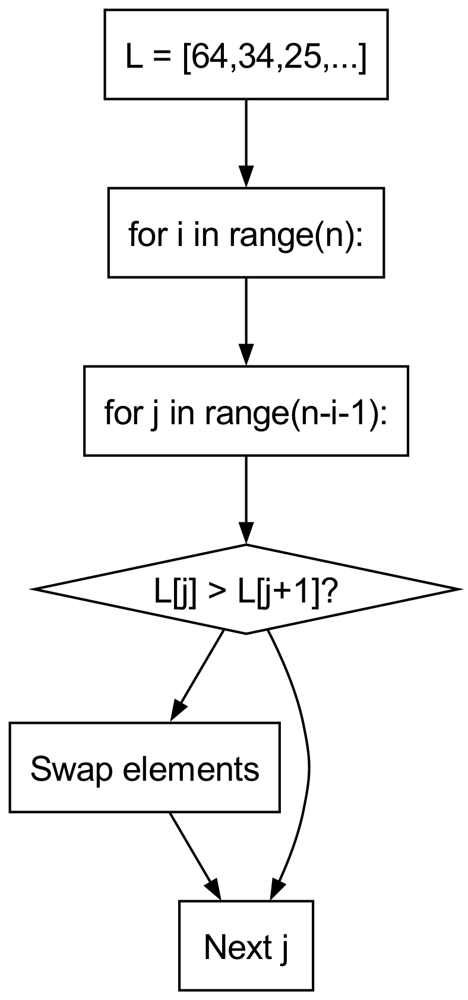 L = [64,34,25,...]
for i in range(n):
for j in range(n-i-1):
L[j] > L[j+1]?
Swap elements
Next j